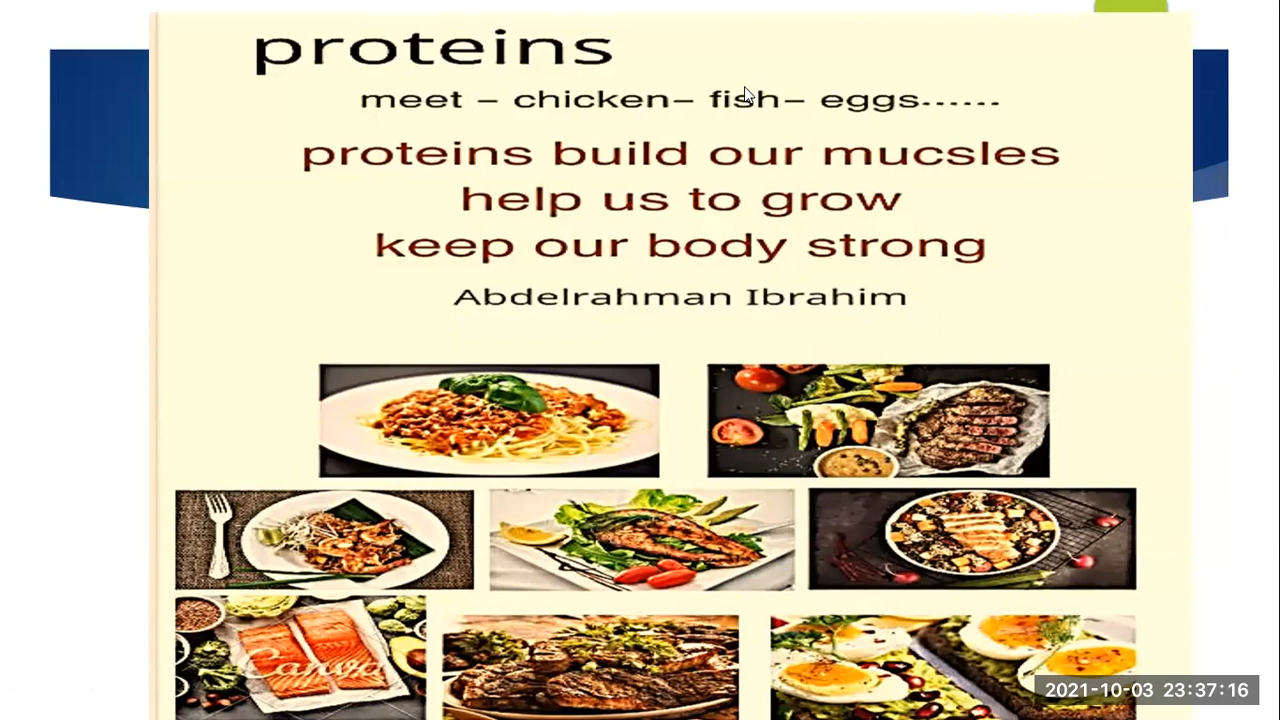 proteins
meet – chicken– fish– eggs......
proteins build our mucsles
help us to grow
keep our body strong
Abdelrahman Ibrahim
Canva
2021-10-03 23:37:16